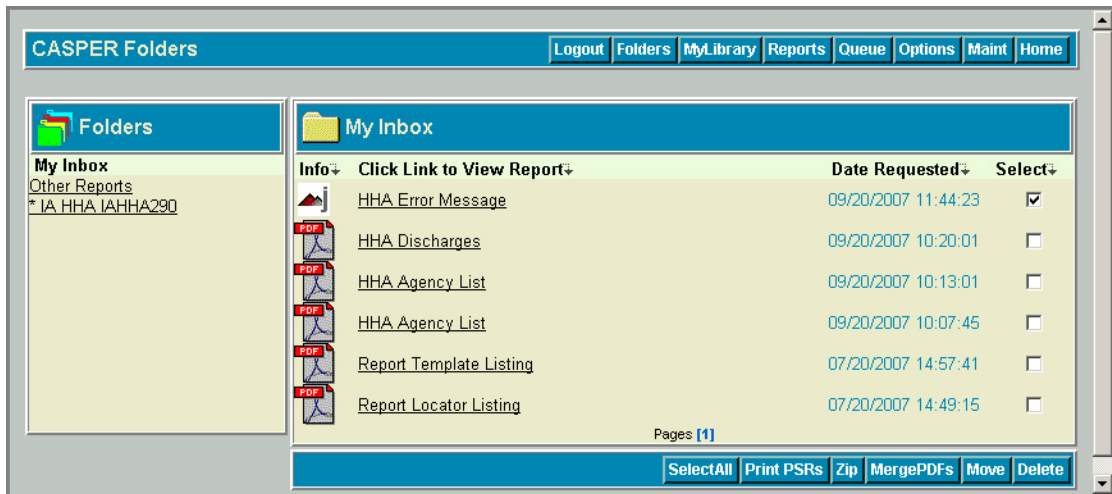 CASPER Folders
Logout Folders MyLibrary Reports Queue Options Maint Home
Folders
My Inbox
Other Reports
* IA HHA IAHHA290
My Inbox
Info Click Link to View Report Date Requested Select
j HHA Error Message 09/20/2007 11:44:23
PDF HHA Discharges 09/20/2007 10:20:01
PDF HHA Agency List 09/20/2007 10:13:01
PDF HHA Agency List 09/20/2007 10:07:45
PDF Report Template Listing 07/20/2007 14:57:41
PDF Report Locator Listing 07/20/2007 14:49:15
Pages [1]
SelectAll Print PSRs Zip MergePDFs Move Delete